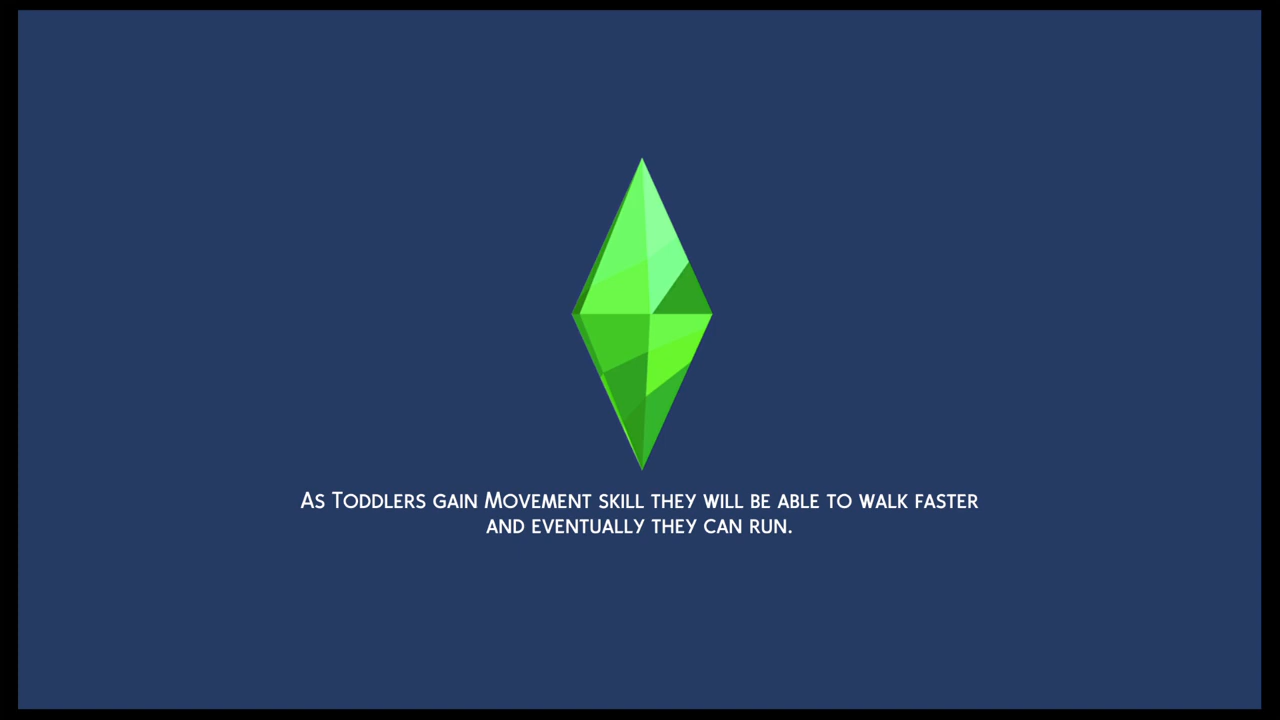 As Toddlers gain Movement skill they will be able to walk faster
and eventually they can run.